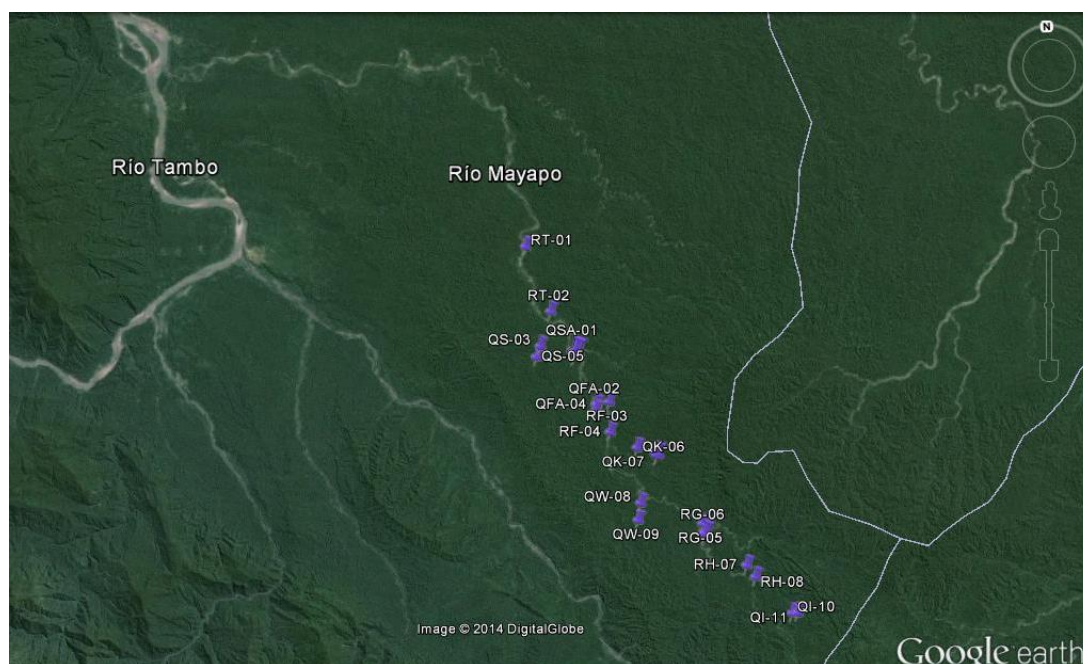 N
Río Tambo
Río Mayapo
RT-01
RT-02
QSA-01
QS-03
QS-05
QFA-02
QFA-04
RF-03
RF-04
QK-06
QK-07
QW-08
RG-06
QW-09
RG-05
RH-07
RH-08
QI-10
QI-11
Image © 2014 DigitalGlobe
Google earth